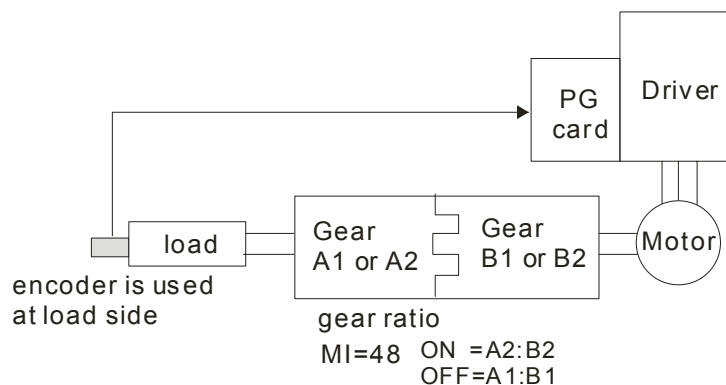 PG
card
Driver
load
Gear
A1 or A2
Gear
B1 or B2
Motor
encoder is used
at load side
gear ratio
MI=48 ON =A2:B2
OFF=A1:B1